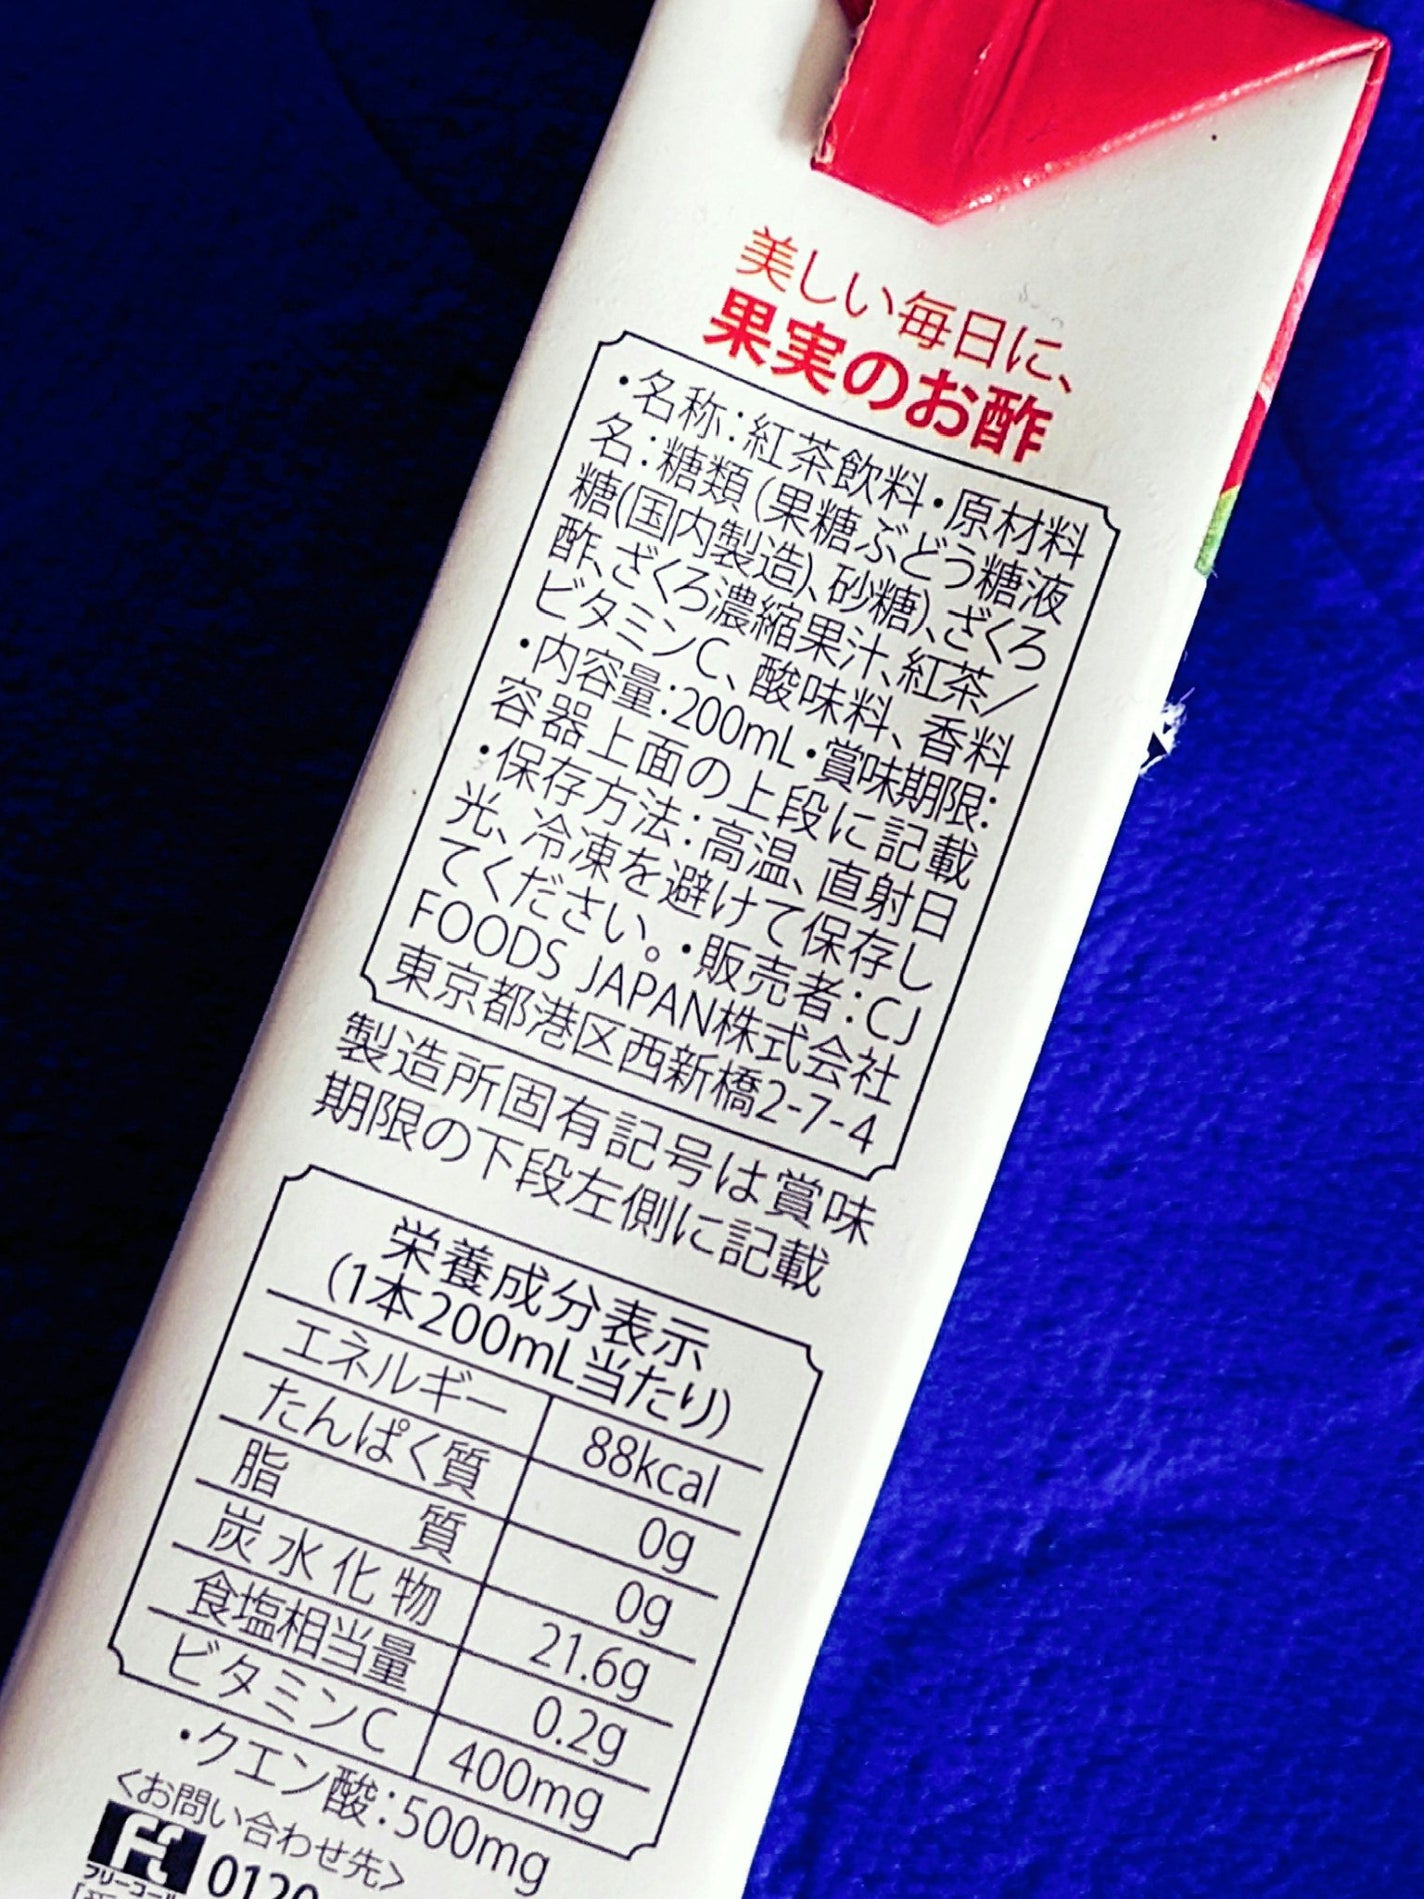 美しい毎日に、
果実のお酢
・名称:紅茶飲料・原材料
名:糖類(果糖ぶどう糖液
糖(国内製造)、砂糖)、ざくろ
酢、ざくろ濃縮果汁、紅茶/
ビタミンC、酸味料、香料
・内容量:200mL・賞味期限:
容器上面の上段に記載
・保存方法:高温、直射日
光、冷凍を避けて保存し
てください。・販売者:CJ
FOODS JAPAN株式会社
東京都港区西新橋2-7-4
製造所固有記号は賞味
期限の下段左側に記載
栄養成分表示
(1本200mL当たり)
エネルギー 88kcal
たんぱく質 0g
脂質 0g
炭水化物 21.6g
食塩相当量 0.2g
ビタミンC 400mg
・クエン酸:500mg
<お問い合わせ先>
0120
フリーコール